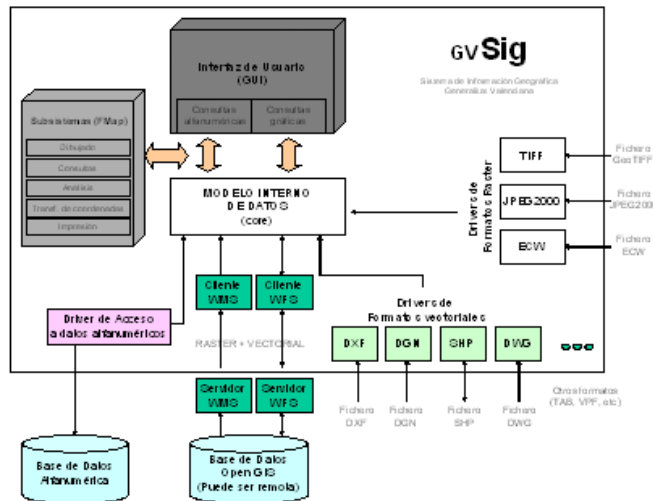 Interfaz de Usuario
(GUI)
Consultas
alfanuméricas
Consultas
gráficas
gvSig
Sistema de Información Geográfica
Generalitat Valenciana
Subsistemas (FMap)
Dibujado
Consultas
Análisis
Transf. de coordenadas
Impresión
MODELO INTERNO
DE DATOS
(core)
Drivers de
Formatos Raster
TIFF
Fichero
GeoTIFF
JPEG2000
Fichero
JPEG200
ECW
Fichero
ECW
Cliente
WMS
Cliente
WFS
Driver de Acceso
a datos alfanuméricos
RASTER + VECTORIAL
Drivers de
Formatos vectoriales
DXF
DGN
SHP
DWG
Otros formatos
(TAB, VPF, etc)
Servidor
WMS
Servidor
WFS
Fichero
DXF
Fichero
DGN
Fichero
SHP
Fichero
DWG
Base de Datos
Alfanumérica
Base de Datos
Open GIS
(Puede ser remota)